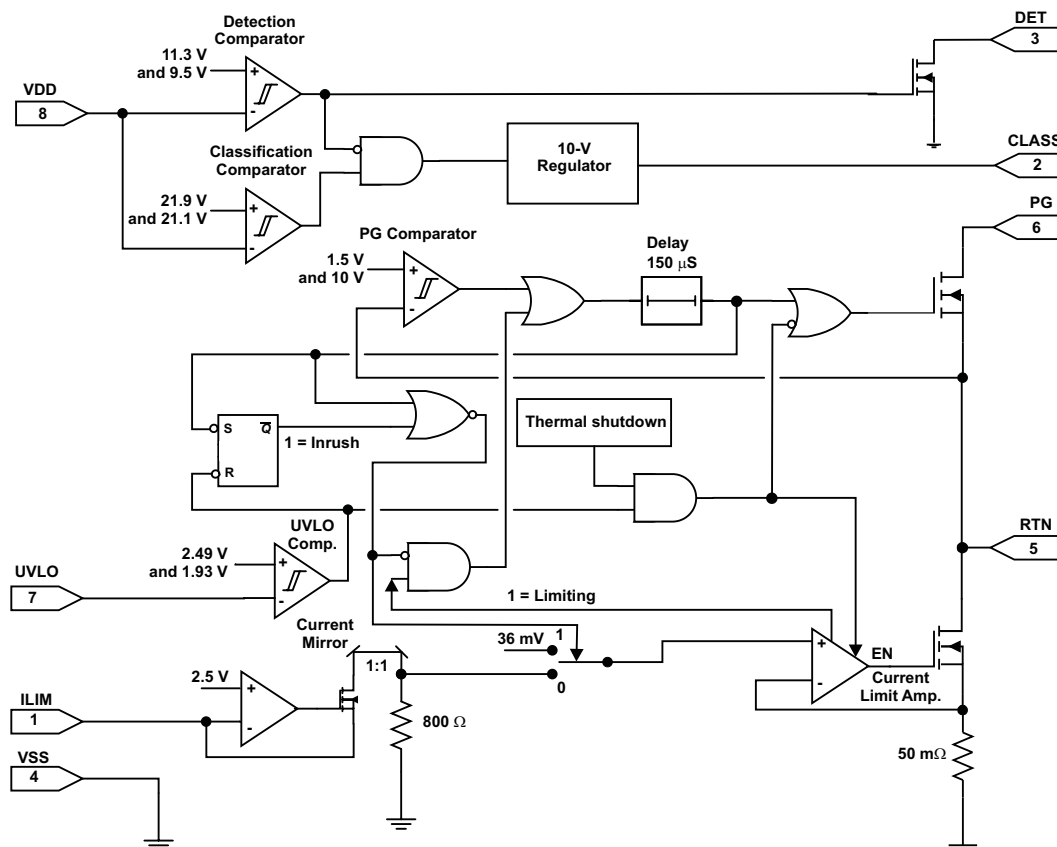 Detection
Comparator
DET
3
11.3 V
and 9.5 V
+
-
VDD
8
Classification
Comparator
10-V
Regulator
CLASS
2
21.9 V
and 21.1 V
+
-
PG
6
PG Comparator
Delay
150 μS
1.5 V
and 10 V
+
-
S
Q̅
R
1 = Inrush
Thermal shutdown
UVLO
Comp.
2.49 V
and 1.93 V
+
-
UVLO
7
RTN
5
1 = Limiting
Current
Mirror
1:1
36 mV
1
0
+
-
EN
Current
Limit Amp.
2.5 V
+
-
ILIM
1
800 Ω
50 mΩ
VSS
4